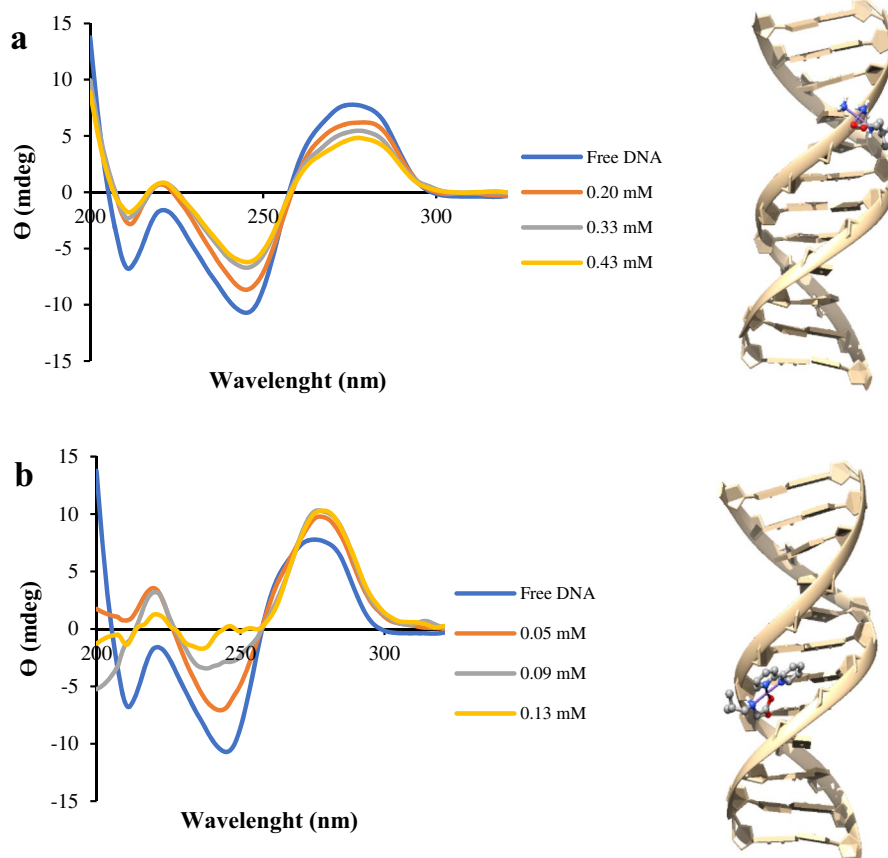 a
15
10
5
0
-5
-10
-15
200
250
300
Ɵ (mdeg)
Wavelenght (nm)
Free DNA
0.20 mM
0.33 mM
0.43 mM
b
15
10
5
0
-5
-10
-15
200
250
300
Ɵ (mdeg)
Wavelenght (nm)
Free DNA
0.05 mM
0.09 mM
0.13 mM